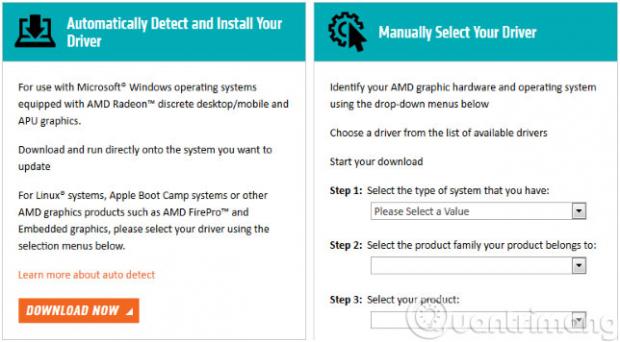 Automatically Detect and Install Your
Driver
For use with Microsoft® Windows operating systems
equipped with AMD Radeon™ discrete desktop/mobile and
APU graphics.
Download and run directly onto the system you want to
update
For Linux® systems, Apple Boot Camp systems or other
AMD graphics products such as AMD FirePro™ and
Embedded graphics, please select your driver using the
selection menus below.
Learn more about auto detect
DOWNLOAD NOW
Manually Select Your Driver
Identify your AMD graphic hardware and operating system
using the drop-down menus below
Choose a driver from the list of available drivers
Start your download
Step 1: Select the type of system that you have:
Please Select a Value
Step 2: Select the product family your product belongs to:
Step 3: Select your product:
Quantrimang